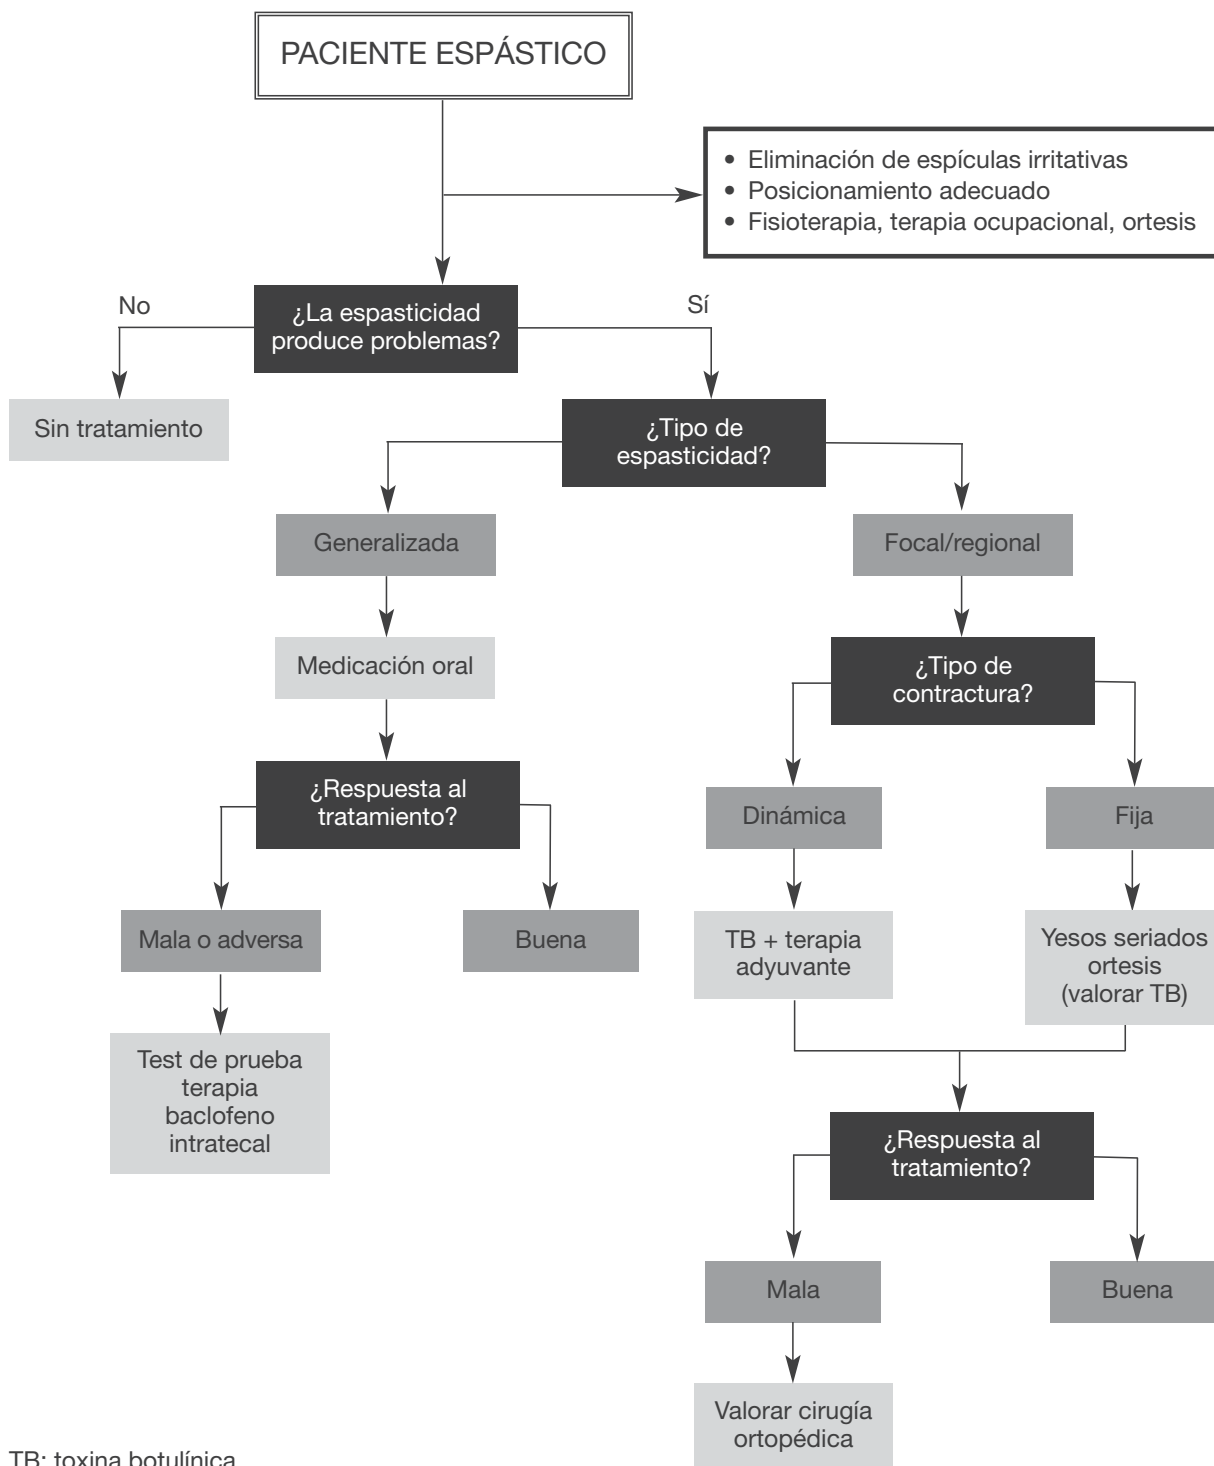 PACIENTE ESPÁSTICO
• Eliminación de espículas irritativas
• Posicionamiento adecuado
• Fisioterapia, terapia ocupacional, ortesis
No
¿La espasticidad
produce problemas?
Sí
Sin tratamiento
¿Tipo de
espasticidad?
Generalizada
Focal/regional
Medicación oral
¿Tipo de
contractura?
¿Respuesta al
tratamiento?
Dinámica
Fija
Mala o adversa
Buena
TB + terapia
adyuvante
Yesos seriados
ortesis
(valorar TB)
Test de prueba
terapia
baclofeno
intratecal
¿Respuesta al
tratamiento?
Mala
Buena
Valorar cirugía
ortopédica
TB: toxina botulínica